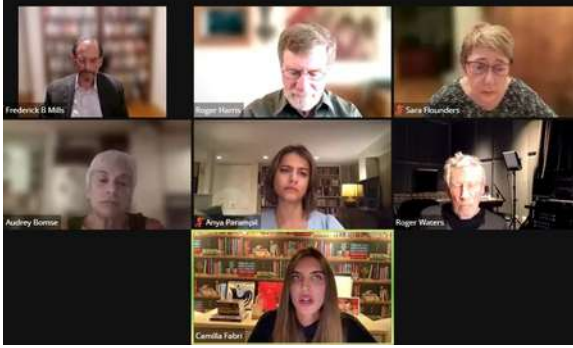 Frederick B Mills
Roger Harris
Sara Flounders
Audrey Bomse
Anya Parampil
Roger Waters
Camilla Fabri